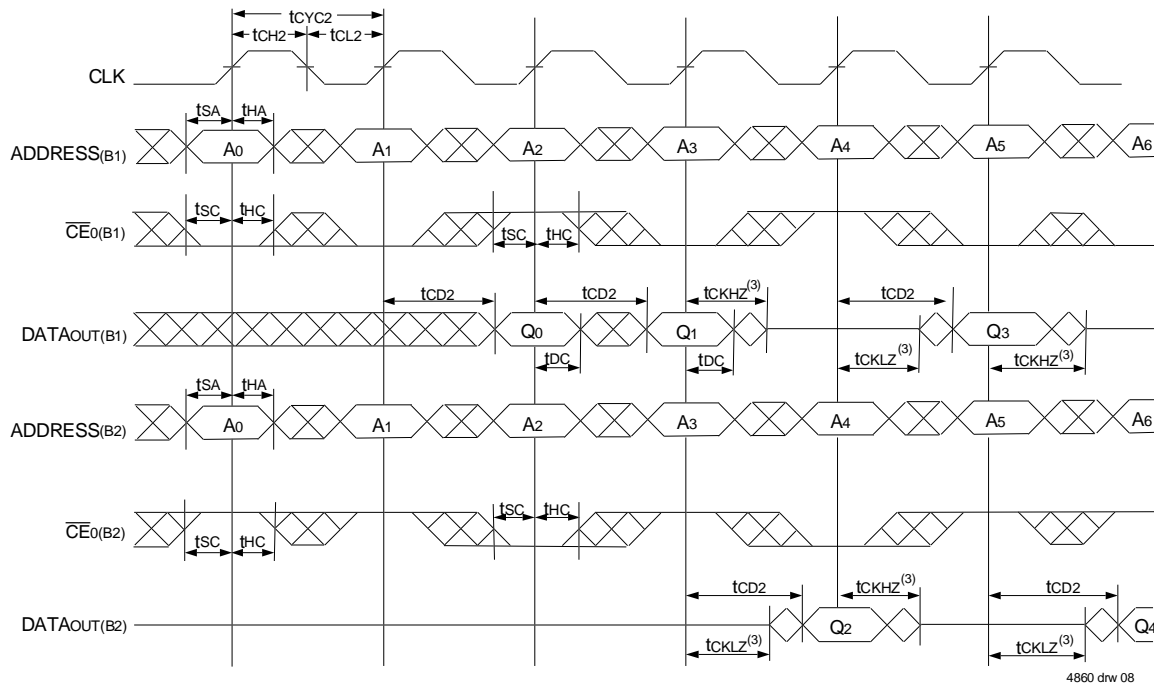 tCYC2
tCH2 tCL2
CLK
tSA tHA
ADDRESS(B1) A0 A1 A2 A3 A4 A5 A6
tSC tHC
CE0(B1)
tSC tHC
tCD2 tCD2 tCKHZ(3) tCD2
DATAOUT(B1) Q0 Q1 Q3
tDC tDC tCKLZ(3) tCKHZ(3)
tSA tHA
ADDRESS(B2) A0 A1 A2 A3 A4 A5 A6
tSC tHC
CE0(B2)
tSC tHC
tCD2 tCKHZ(3) tCD2
DATAOUT(B2) Q2 Q4
tCKLZ(3) tCKLZ(3)
4860 drw 08